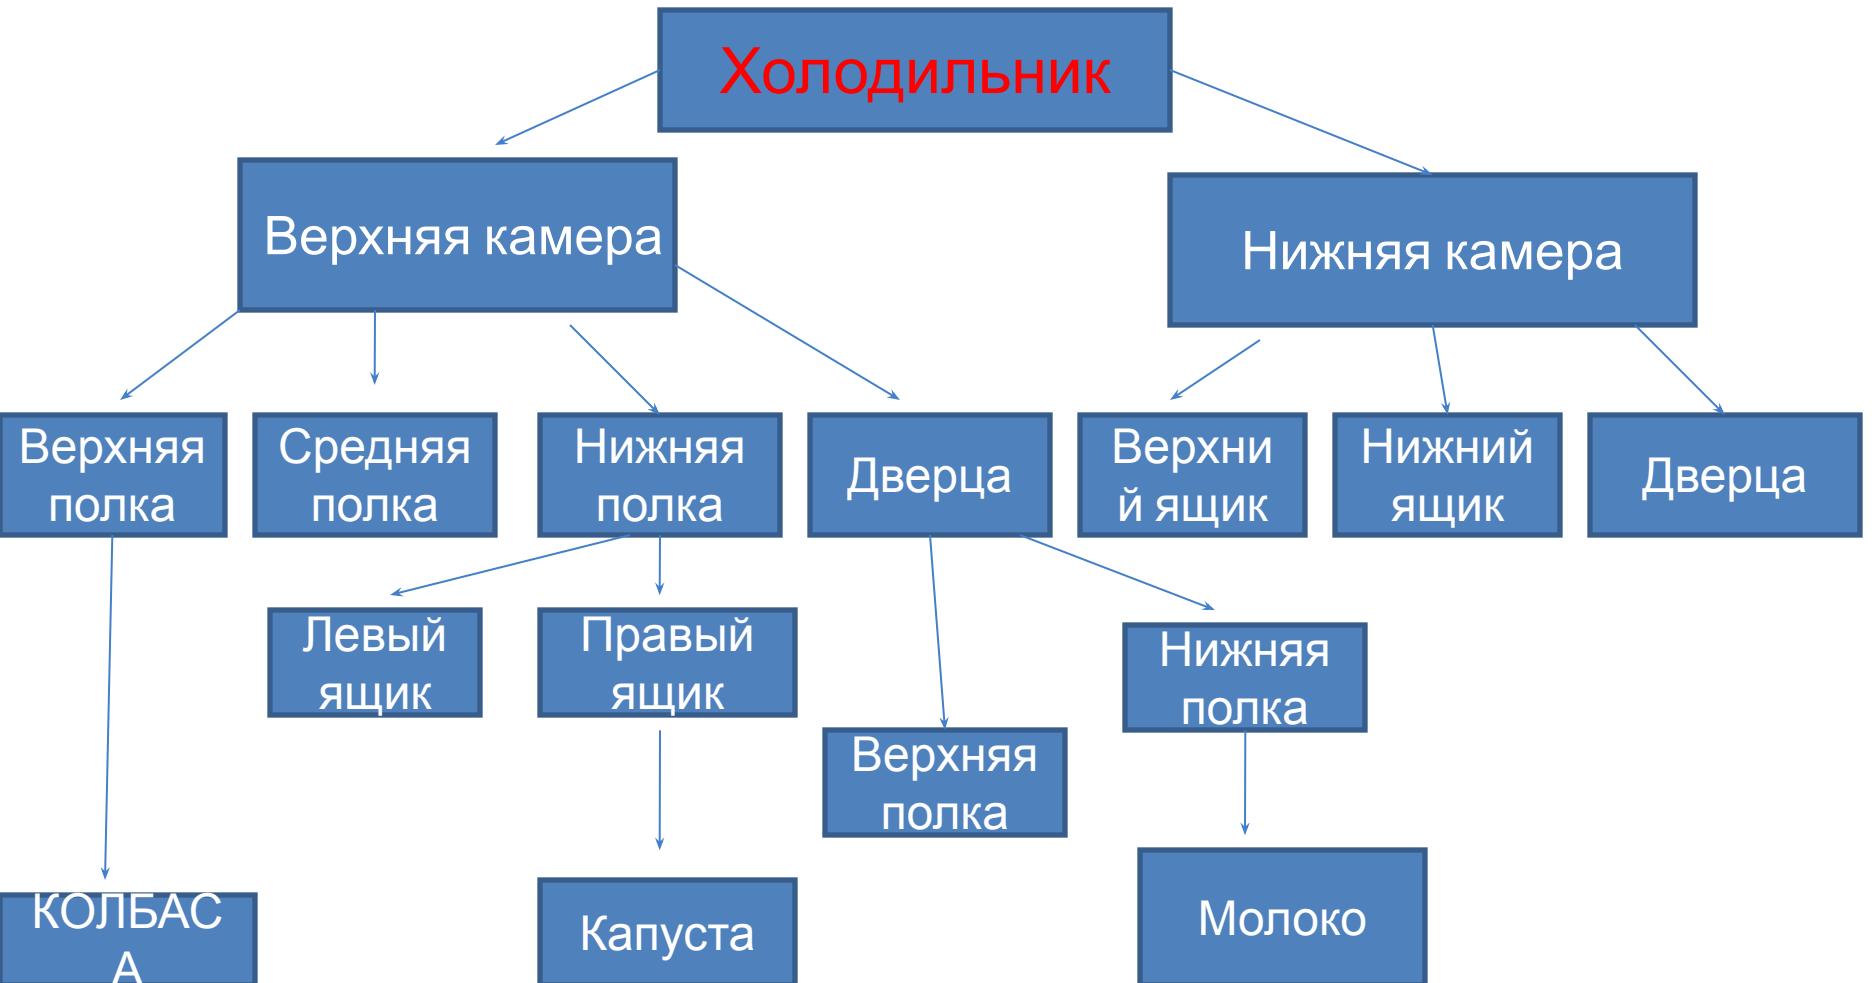 Холодильник
Верхняя камера
Нижняя камера
Верхняя
полка
Средняя
полка
Нижняя
полка
Дверца
Верхни
й ящик
Нижний
ящик
Дверца
Левый
ящик
Правый
ящик
Нижняя
полка
Верхняя
полка
КОЛБАС
А
Капуста
Молоко